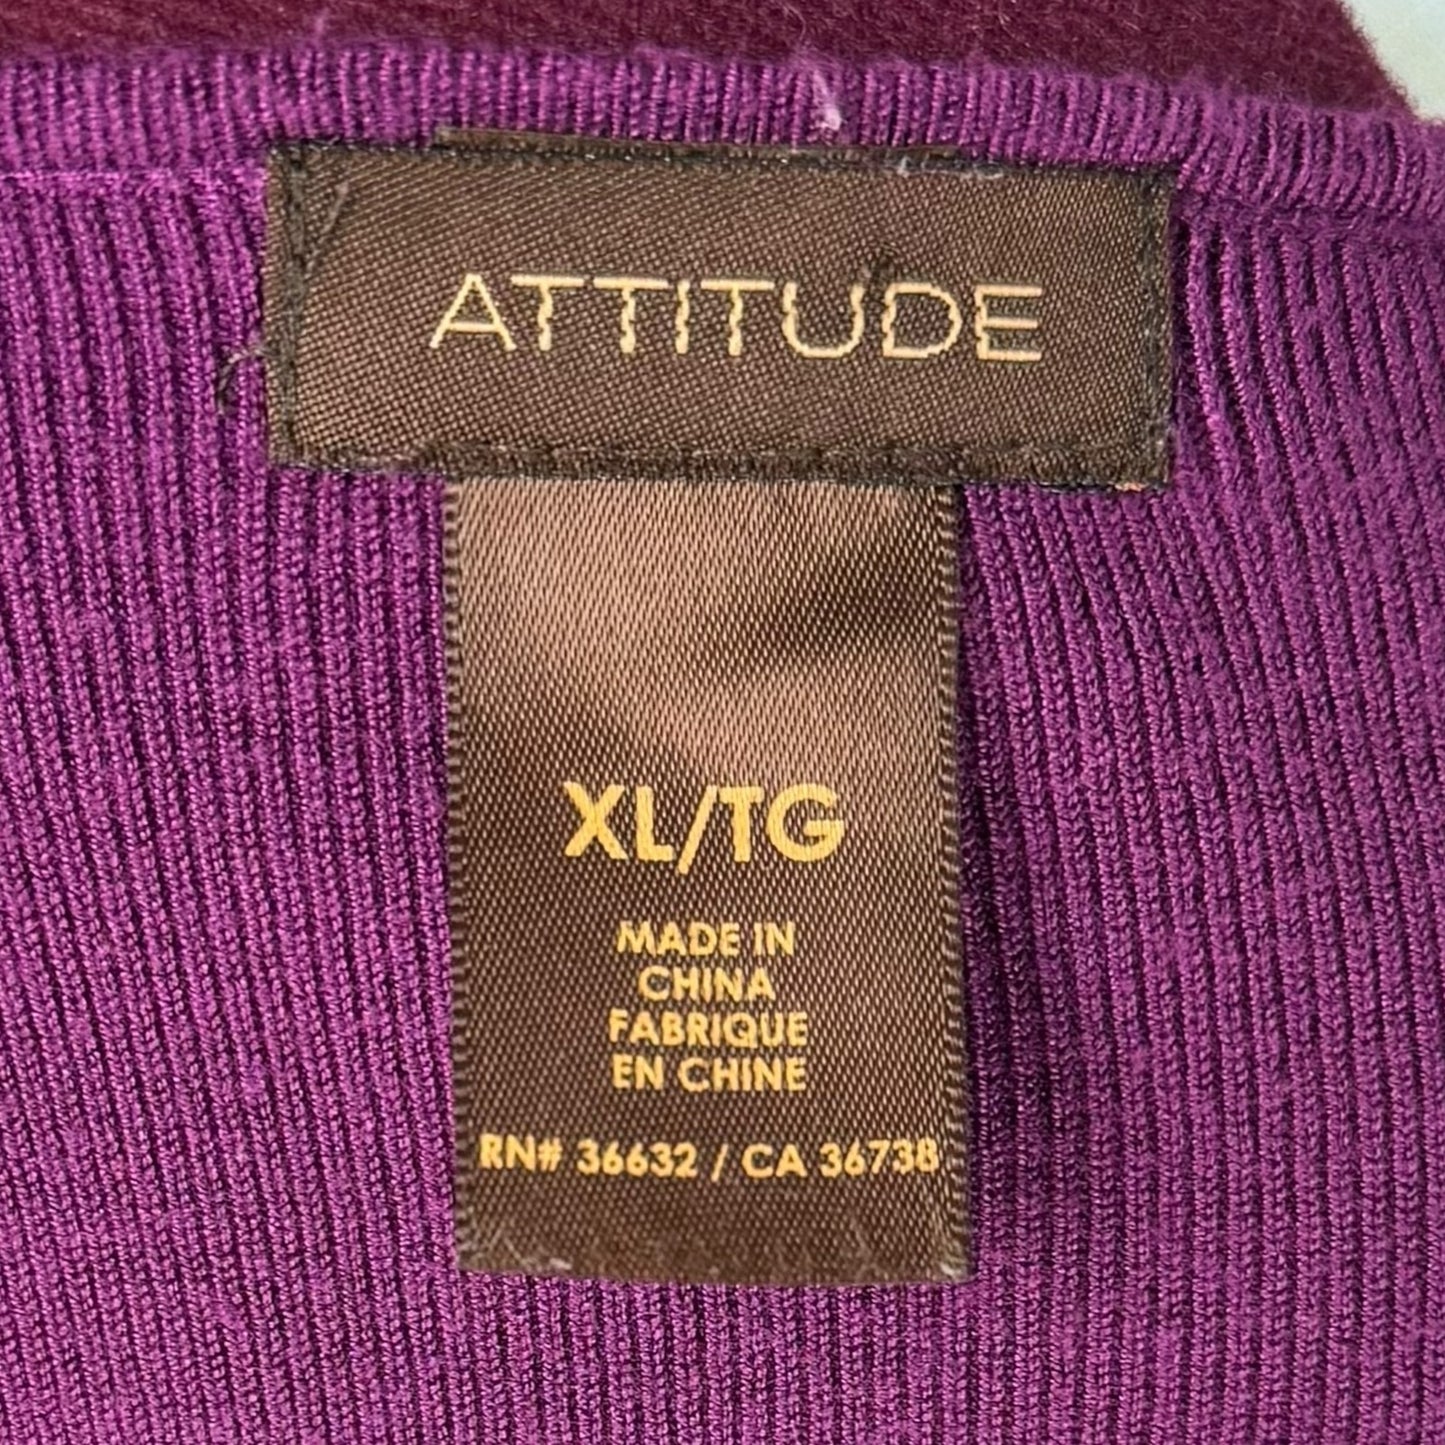 ATTITUDE
XL/TG
MADE IN
CHINA
FABRIQUE
EN CHINE
RN# 36632 / CA 36738